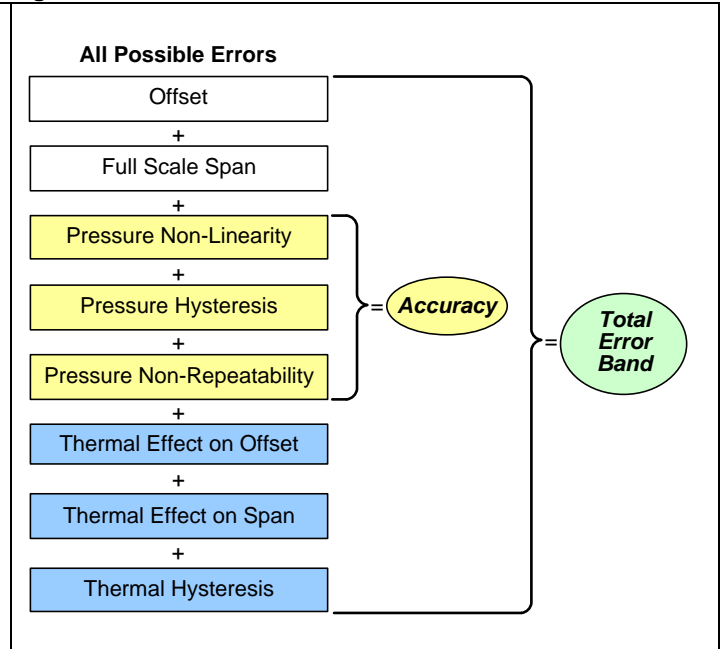 All Possible Errors
Offset
+
Full Scale Span
+
Pressure Non-Linearity
+
Pressure Hysteresis
= Accuracy
+
Pressure Non-Repeatability
+
Thermal Effect on Offset
+
Thermal Effect on Span
+
Thermal Hysteresis
=
Total
Error
Band